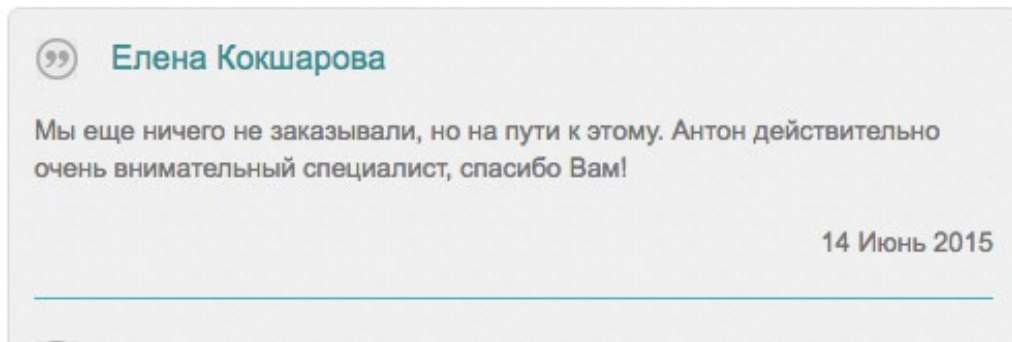 Елена Кокшарова
Мы еще ничего не заказывали, но на пути к этому. Антон действительно
очень внимательный специалист, спасибо Вам!
14 Июнь 2015